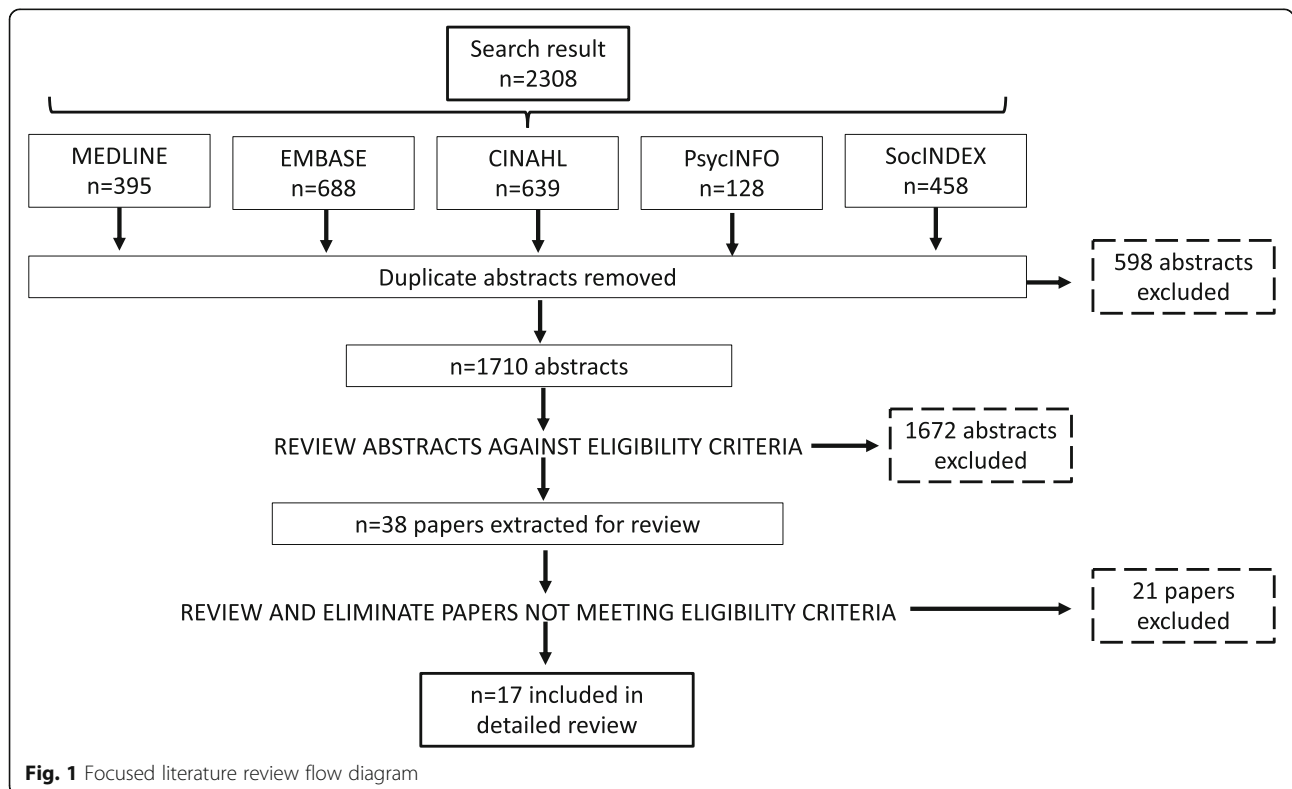 Search result
n=2308
MEDLINE
n=395
EMBASE
n=688
CINAHL
n=639
PsycINFO
n=128
SocINDEX
n=458
Duplicate abstracts removed
598 abstracts
excluded
n=1710 abstracts
REVIEW ABSTRACTS AGAINST ELIGIBILITY CRITERIA
1672 abstracts
excluded
n=38 papers extracted for review
REVIEW AND ELIMINATE PAPERS NOT MEETING ELIGIBILITY CRITERIA
21 papers
excluded
n=17 included in
detailed review
Fig. 1 Focused literature review flow diagram